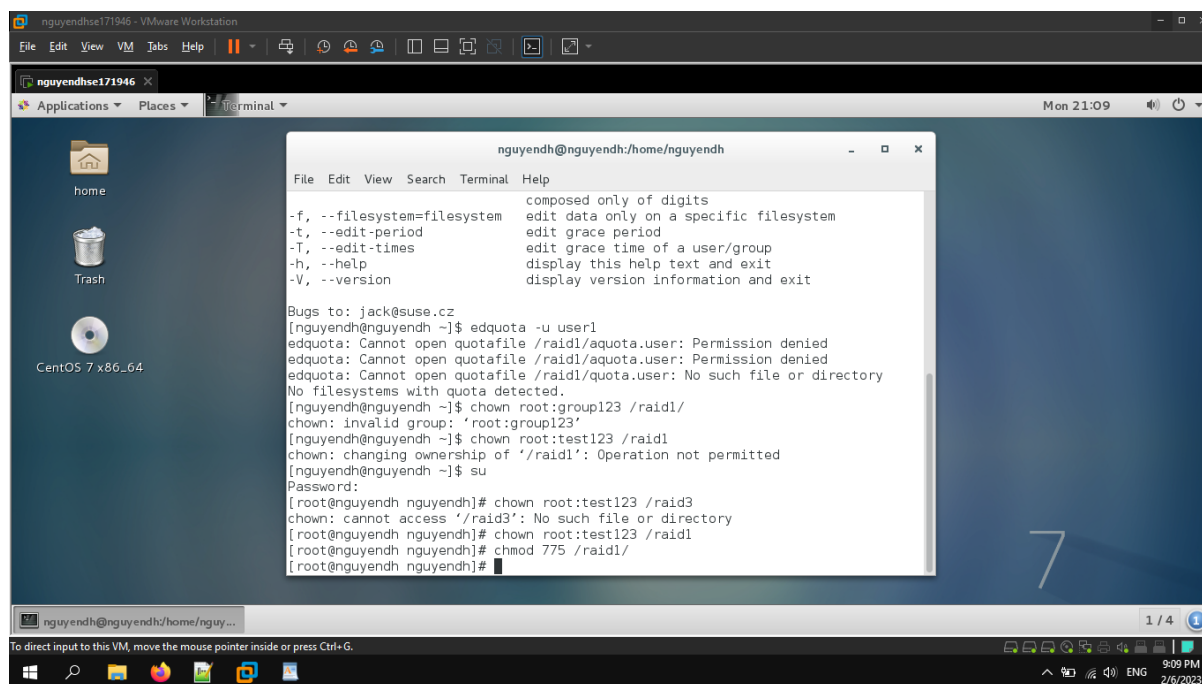 nguyendhse171946 - VMware Workstation
File Edit View VM Tabs Help
nguyendhse171946
Applications Places Terminal Mon 21:09
home
Trash
CentOS 7 x86_64
nguyendh@nguyendh:/home/nguyendh
File Edit View Search Terminal Help
composed only of digits
-f, --filesystem=filesystem edit data only on a specific filesystem
-t, --edit-period edit grace period
-T, --edit-times edit grace time of a user/group
-h, --help display this help text and exit
-V, --version display version information and exit
Bugs to: jack@suse.cz
[nguyendh@nguyendh ~]$ edquota -u user1
edquota: Cannot open quotafile /raid1/aquota.user: Permission denied
edquota: Cannot open quotafile /raid1/aquota.user: Permission denied
edquota: Cannot open quotafile /raid1/quota.user: No such file or directory
No filesystems with quota detected.
[nguyendh@nguyendh ~]$ chown root:group123 /raid1/
chown: invalid group: ‘root:group123’
[nguyendh@nguyendh ~]$ chown root:test123 /raid1
chown: changing ownership of ‘/raid1’: Operation not permitted
[nguyendh@nguyendh ~]$ su
Password:
[root@nguyendh nguyendh]# chown root:test123 /raid3
chown: cannot access ‘/raid3’: No such file or directory
[root@nguyendh nguyendh]# chown root:test123 /raid1
[root@nguyendh nguyendh]# chmod 775 /raid1/
[root@nguyendh nguyendh]#
7
nguyendh@nguyendh:/home/nguy... 1 / 4 1
To direct input to this VM, move the mouse pointer inside or press Ctrl+G.
ENG 9:09 PM
2/6/2023